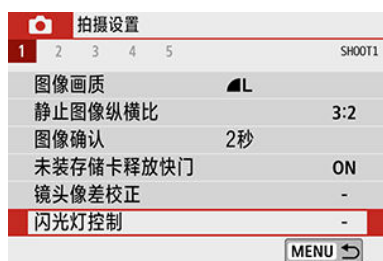 拍摄设置
1 2 3 4 5 SHOOT1
图像画质 L
静止图像纵横比 3:2
图像确认 2秒
未装存储卡释放快门 ON
镜头像差校正 -
闪光灯控制 -
MENU